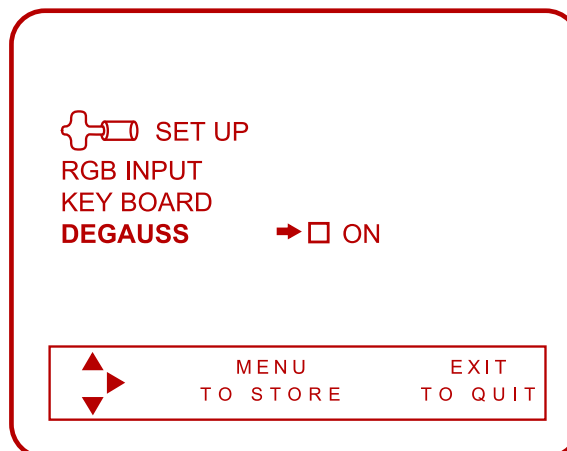 SET UP
RGB INPUT
KEY BOARD
DEGAUSS ON
MENU EXIT
TO STORE TO QUIT